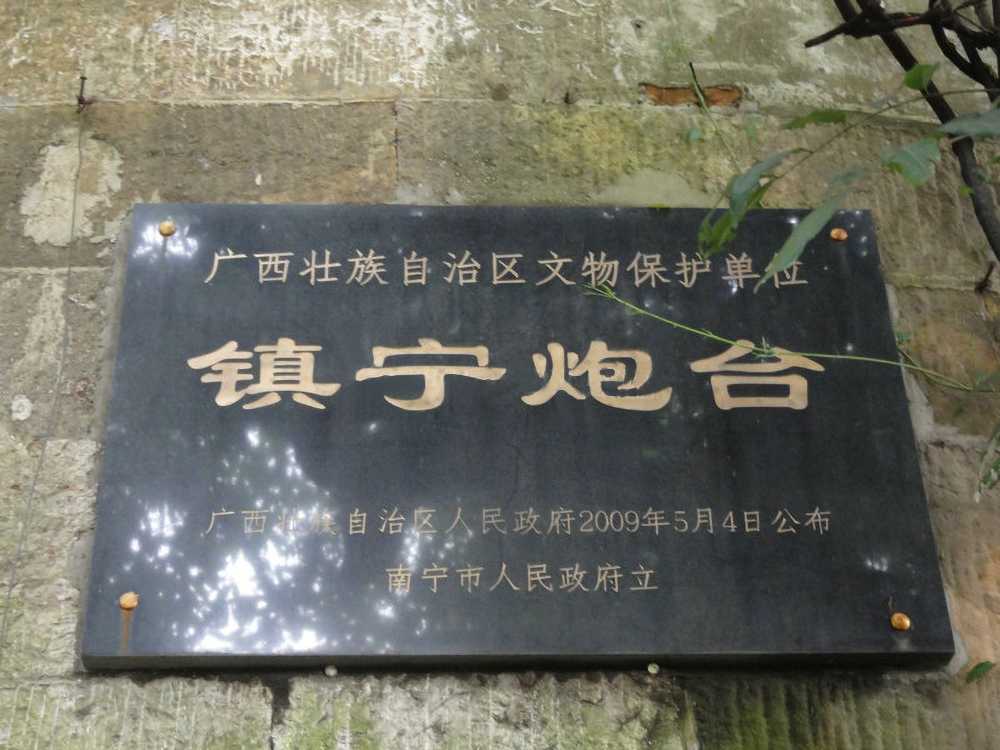 广西壮族自治区文物保护单位
镇宁炮台
广西壮族自治区人民政府2009年5月4日公布
南宁市人民政府立